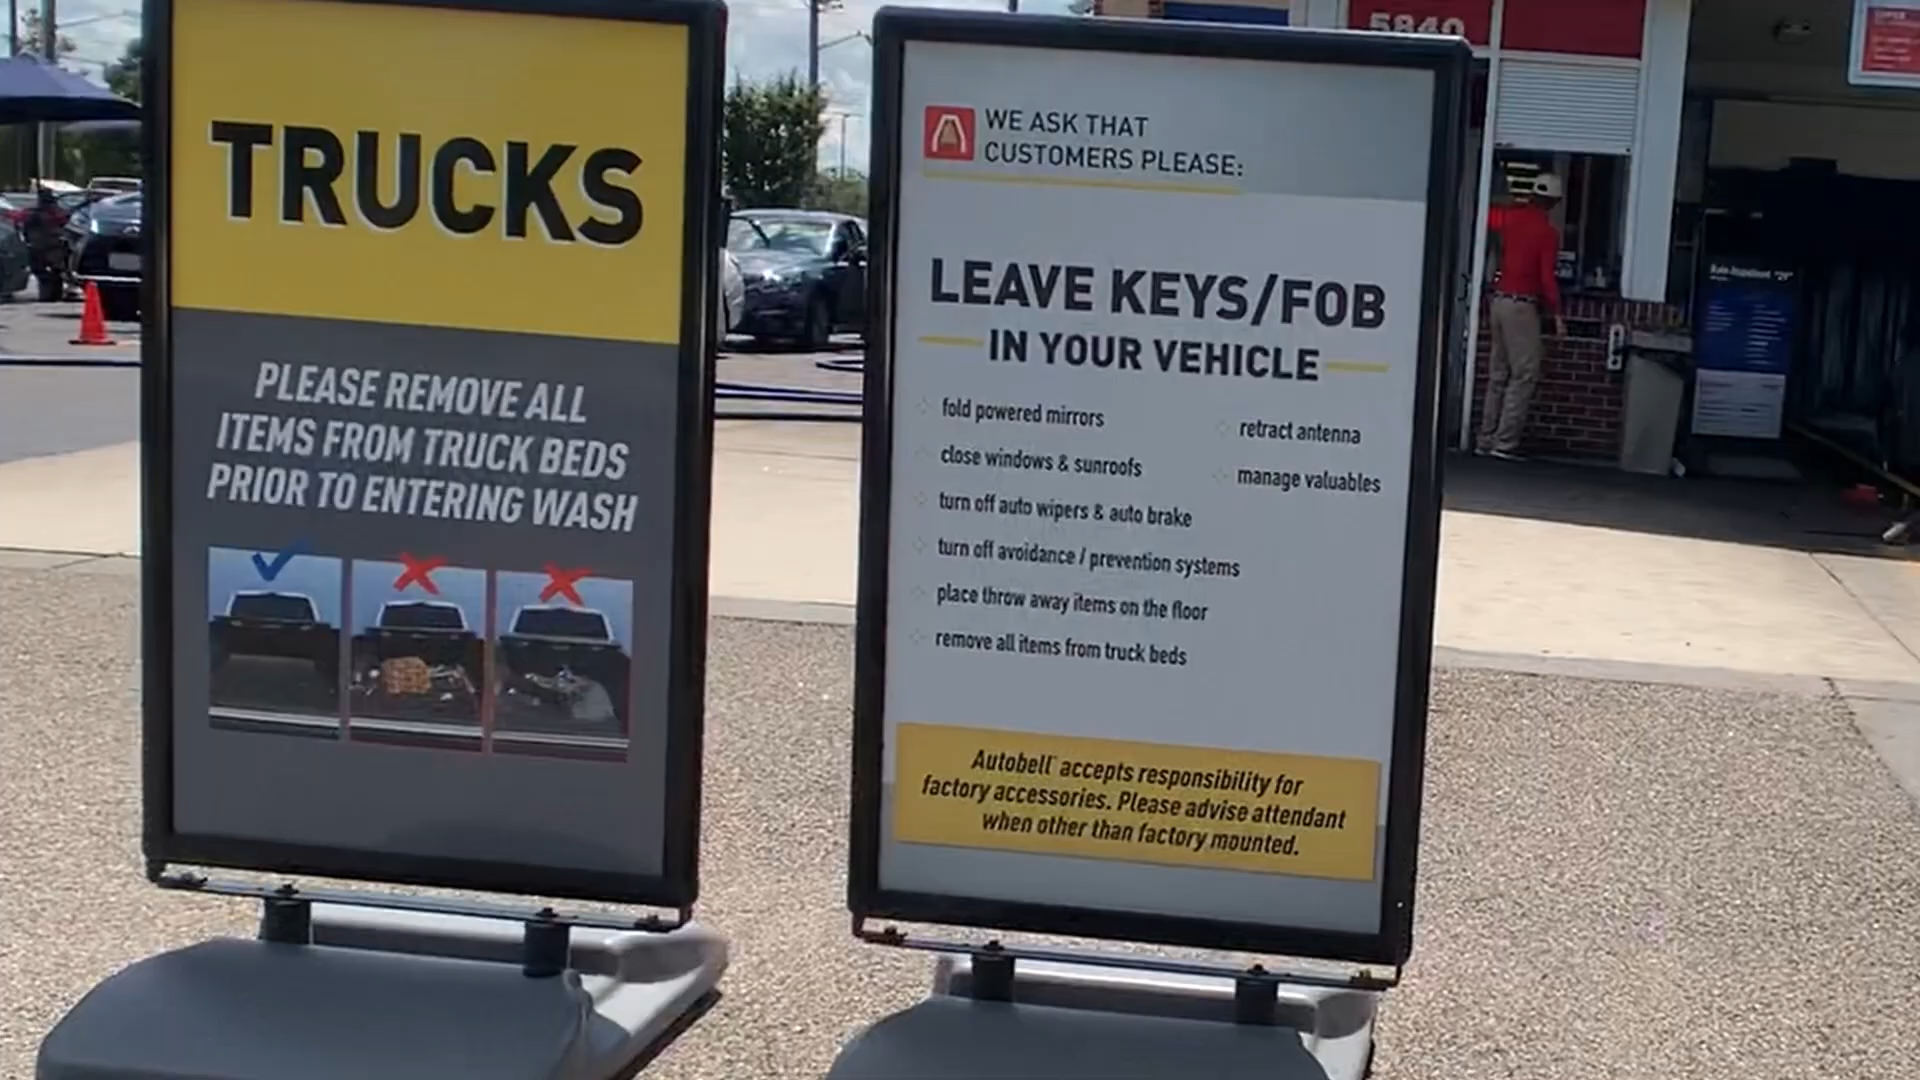 TRUCKS
PLEASE REMOVE ALL
ITEMS FROM TRUCK BEDS
PRIOR TO ENTERING WASH
WE ASK THAT
CUSTOMERS PLEASE:
LEAVE KEYS/FOB
IN YOUR VEHICLE
fold powered mirrors
close windows & sunroofs
turn off auto wipers & auto brake
turn off avoidance / prevention systems
place throw away items on the floor
remove all items from truck beds
retract antenna
manage valuables
Autobell® accepts responsibility for
factory accessories. Please advise attendant
when other than factory mounted.
5840